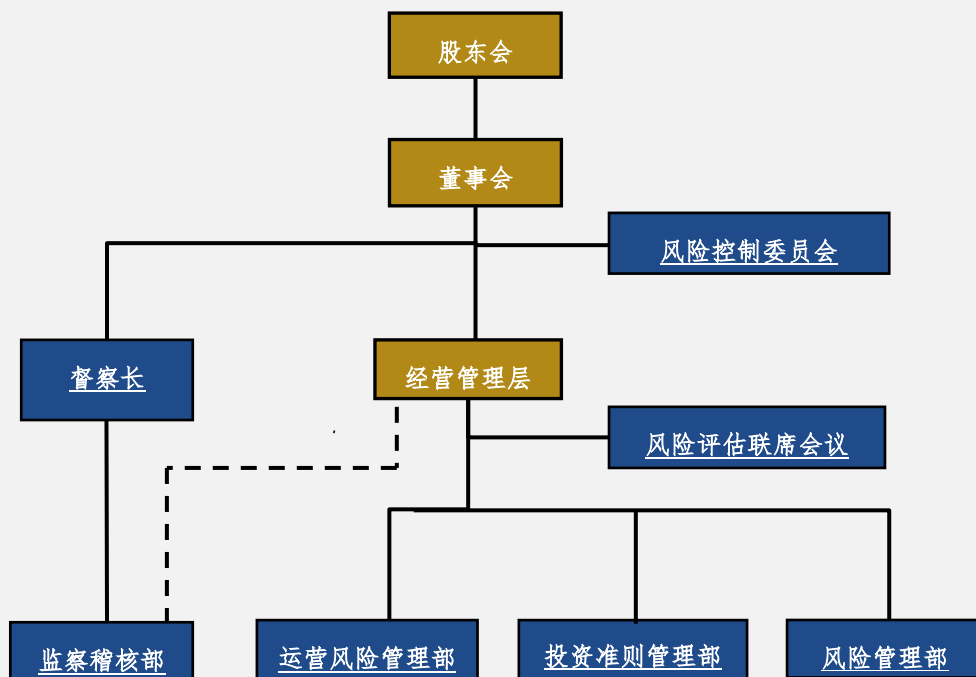 股东会
董事会
风险控制委员会
督察长
经营管理层
风险评估联席会议
监察稽核部
运营风险管理部
投资准则管理部
风险管理部